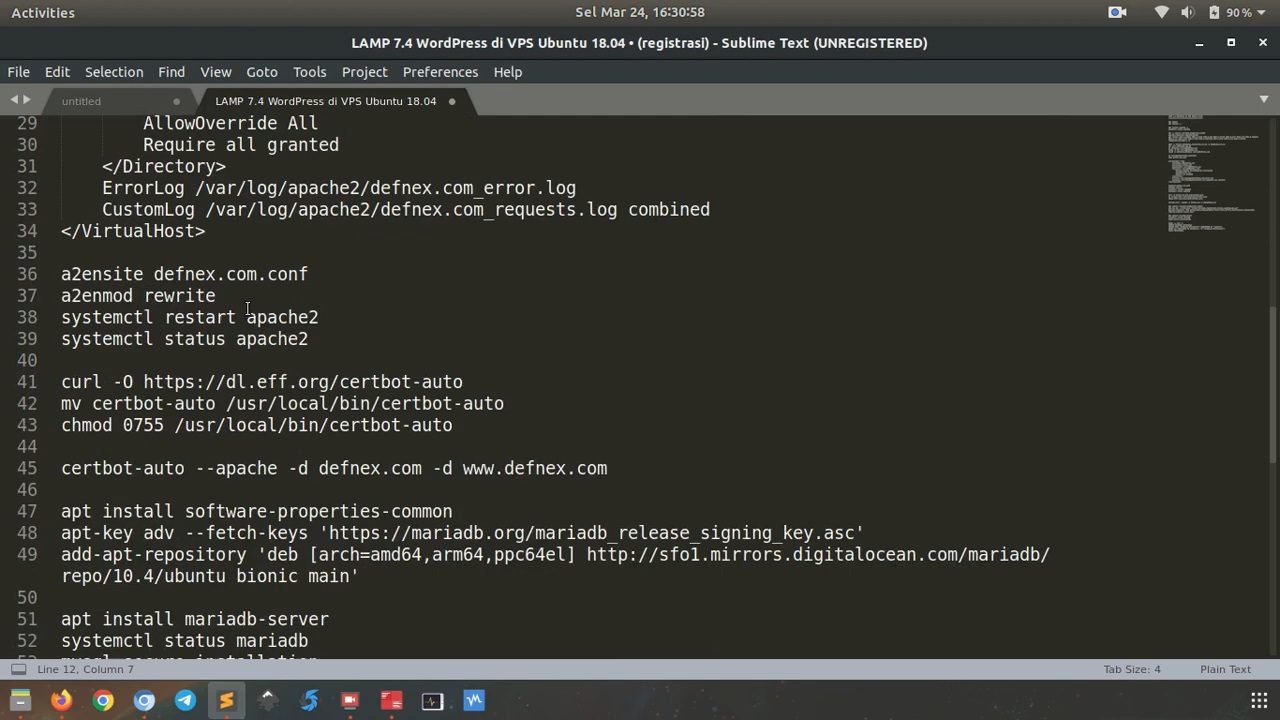 Activities
Sel Mar 24, 16:30:58
90 %
LAMP 7.4 WordPress di VPS Ubuntu 18.04 • (registrasi) - Sublime Text (UNREGISTERED)
File Edit Selection Find View Goto Tools Project Preferences Help
untitled
LAMP 7.4 WordPress di VPS Ubuntu 18.04
29 AllowOverride All
30 Require all granted
31 </Directory>
32 ErrorLog /var/log/apache2/defnex.com_error.log
33 CustomLog /var/log/apache2/defnex.com_requests.log combined
34 </VirtualHost>
35
36 a2ensite defnex.com.conf
37 a2enmod rewrite
38 systemctl restart apache2
39 systemctl status apache2
40
41 curl -O https://dl.eff.org/certbot-auto
42 mv certbot-auto /usr/local/bin/certbot-auto
43 chmod 0755 /usr/local/bin/certbot-auto
44
45 certbot-auto --apache -d defnex.com -d www.defnex.com
46
47 apt install software-properties-common
48 apt-key adv --fetch-keys 'https://mariadb.org/mariadb_release_signing_key.asc'
49 add-apt-repository 'deb [arch=amd64,arm64,ppc64el] http://sfo1.mirrors.digitalocean.com/mariadb/
repo/10.4/ubuntu bionic main'
50
51 apt install mariadb-server
52 systemctl status mariadb
Line 12, Column 7
Tab Size: 4
Plain Text